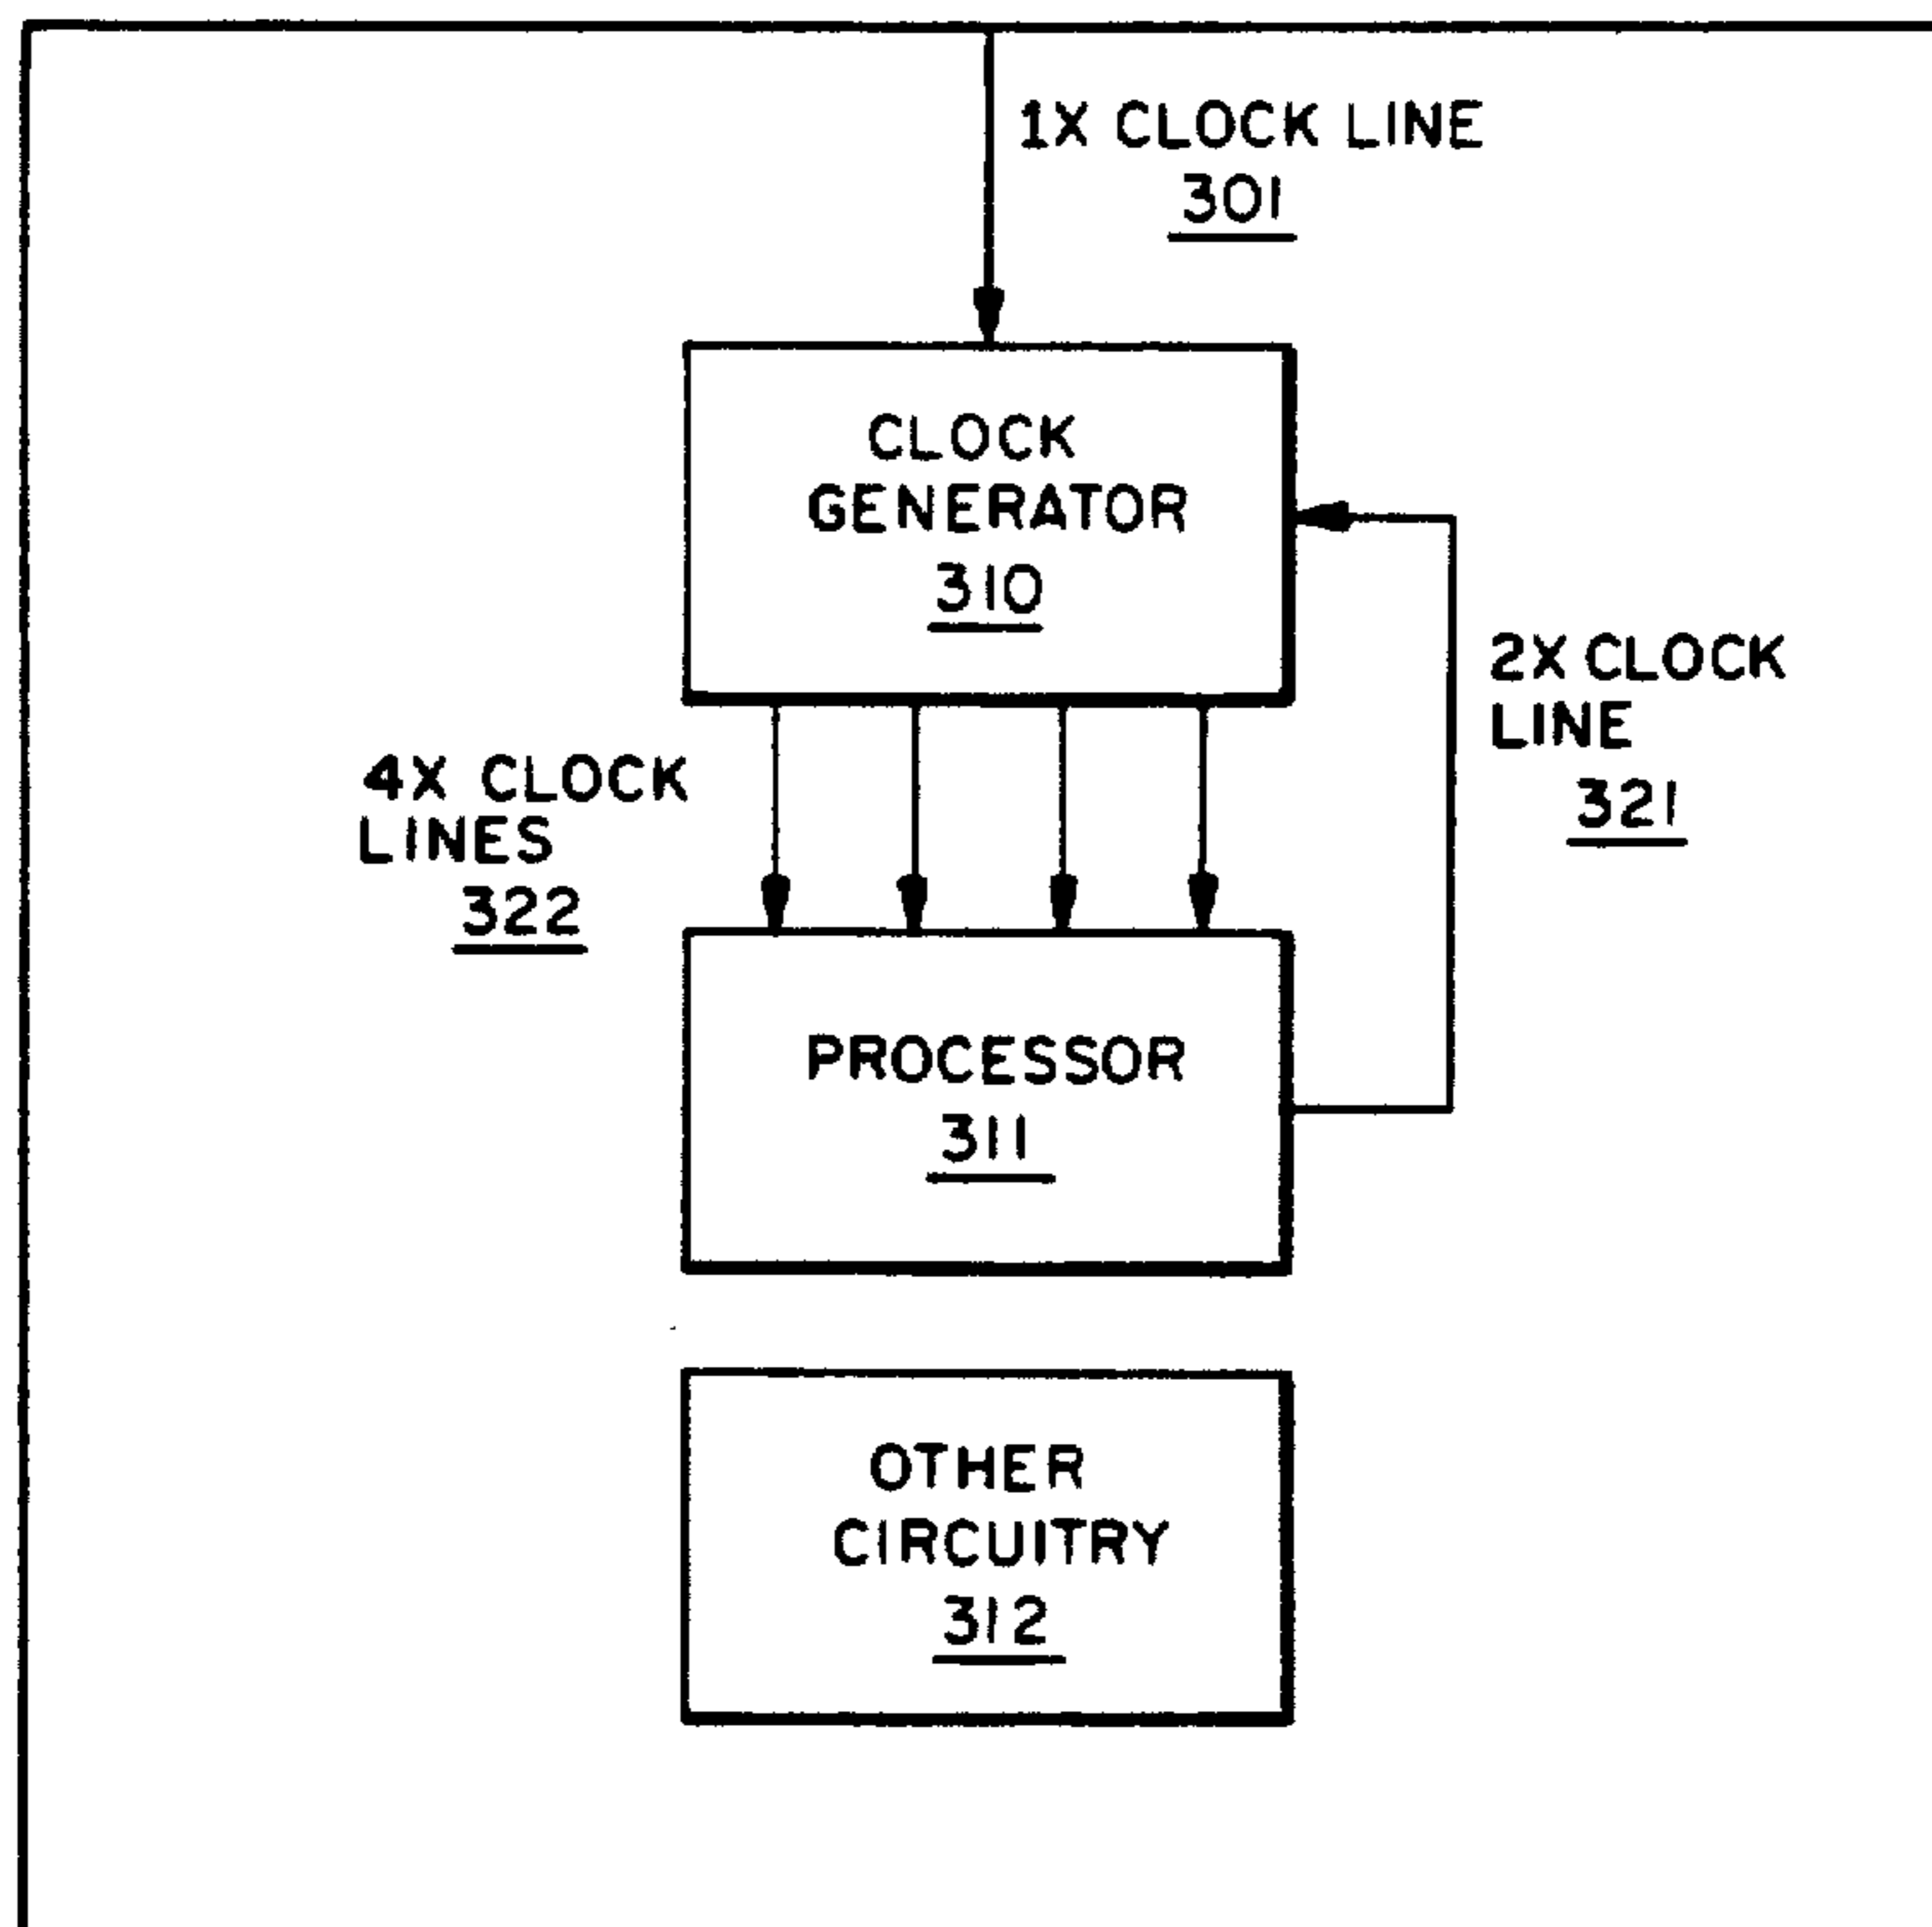 1X CLOCK LINE
301
CLOCK
GENERATOR
310
2X CLOCK
LINE
321
4X CLOCK
LINES
322
PROCESSOR
311
OTHER
CIRCUITRY
312